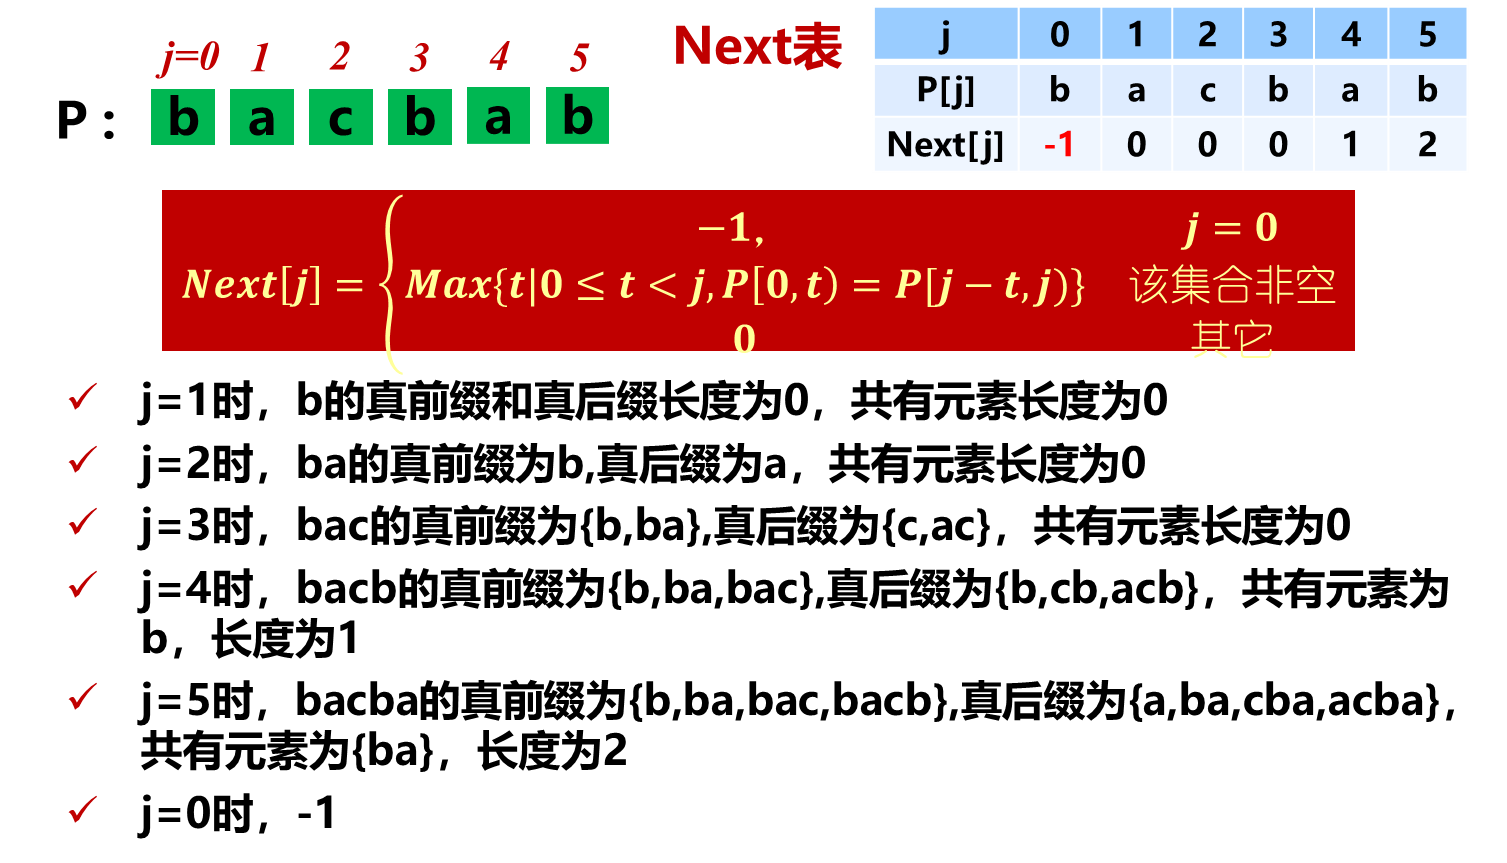 j=0 1 2 3 4 5
P : b a c b a b
Next表
j 0 1 2 3 4 5
P[j] b a c b a b
Next[j] -1 0 0 0 1 2
−1, j = 0
Next[j] = { Max{t|0 ≤ t < j, P[0, t) = P[j − t, j)} 该集合非空
0 其它
✓ j=1时，b的真前缀和真后缀长度为0，共有元素长度为0
✓ j=2时，ba的真前缀为b,真后缀为a，共有元素长度为0
✓ j=3时，bac的真前缀为{b,ba},真后缀为{c,ac}，共有元素长度为0
✓ j=4时，bacb的真前缀为{b,ba,bac},真后缀为{b,cb,acb}，共有元素为
b，长度为1
✓ j=5时，bacba的真前缀为{b,ba,bac,bacb},真后缀为{a,ba,cba,acba}，
共有元素为{ba}，长度为2
✓ j=0时，-1